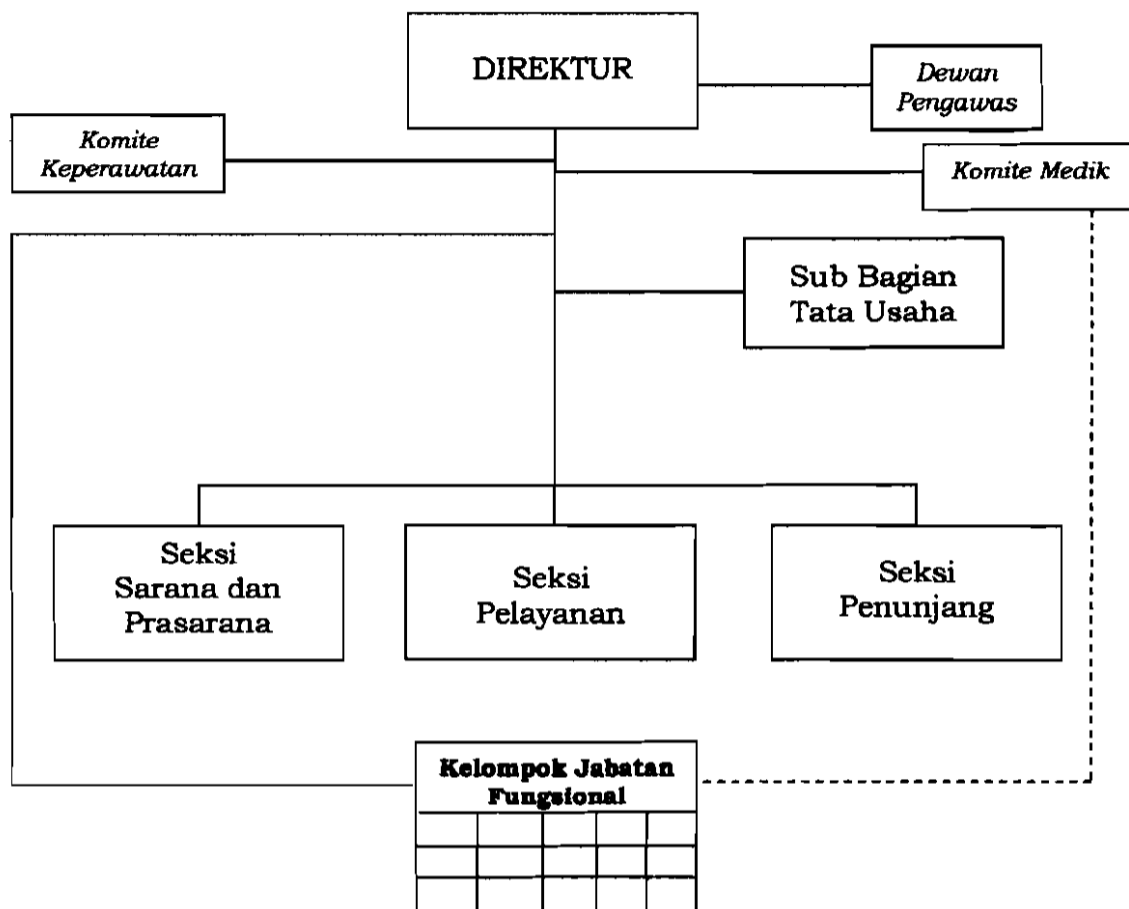 DIREKTUR
Dewan
Pengawas
Komite
Keperawatan
Komite Medik
Sub Bagian
Tata Usaha
Seksi
Sarana dan
Prasarana
Seksi
Pelayanan
Seksi
Penunjang
Kelompok Jabatan
Fungsional